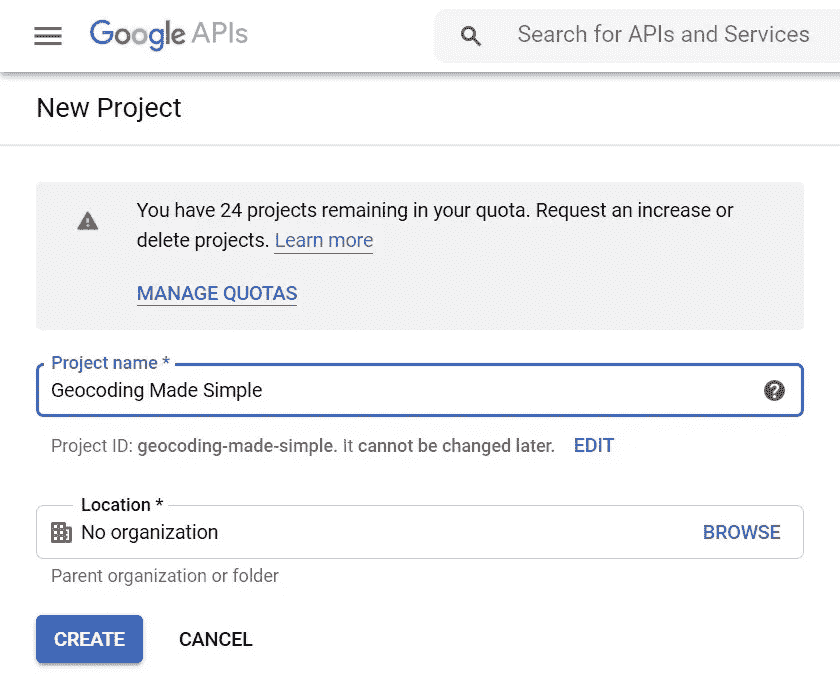 Google APIs
Search for APIs and Services
New Project
You have 24 projects remaining in your quota. Request an increase or
delete projects. Learn more
MANAGE QUOTAS
Project name *
Geocoding Made Simple
Project ID: geocoding-made-simple. It cannot be changed later. EDIT
Location *
No organization BROWSE
Parent organization or folder
CREATE CANCEL